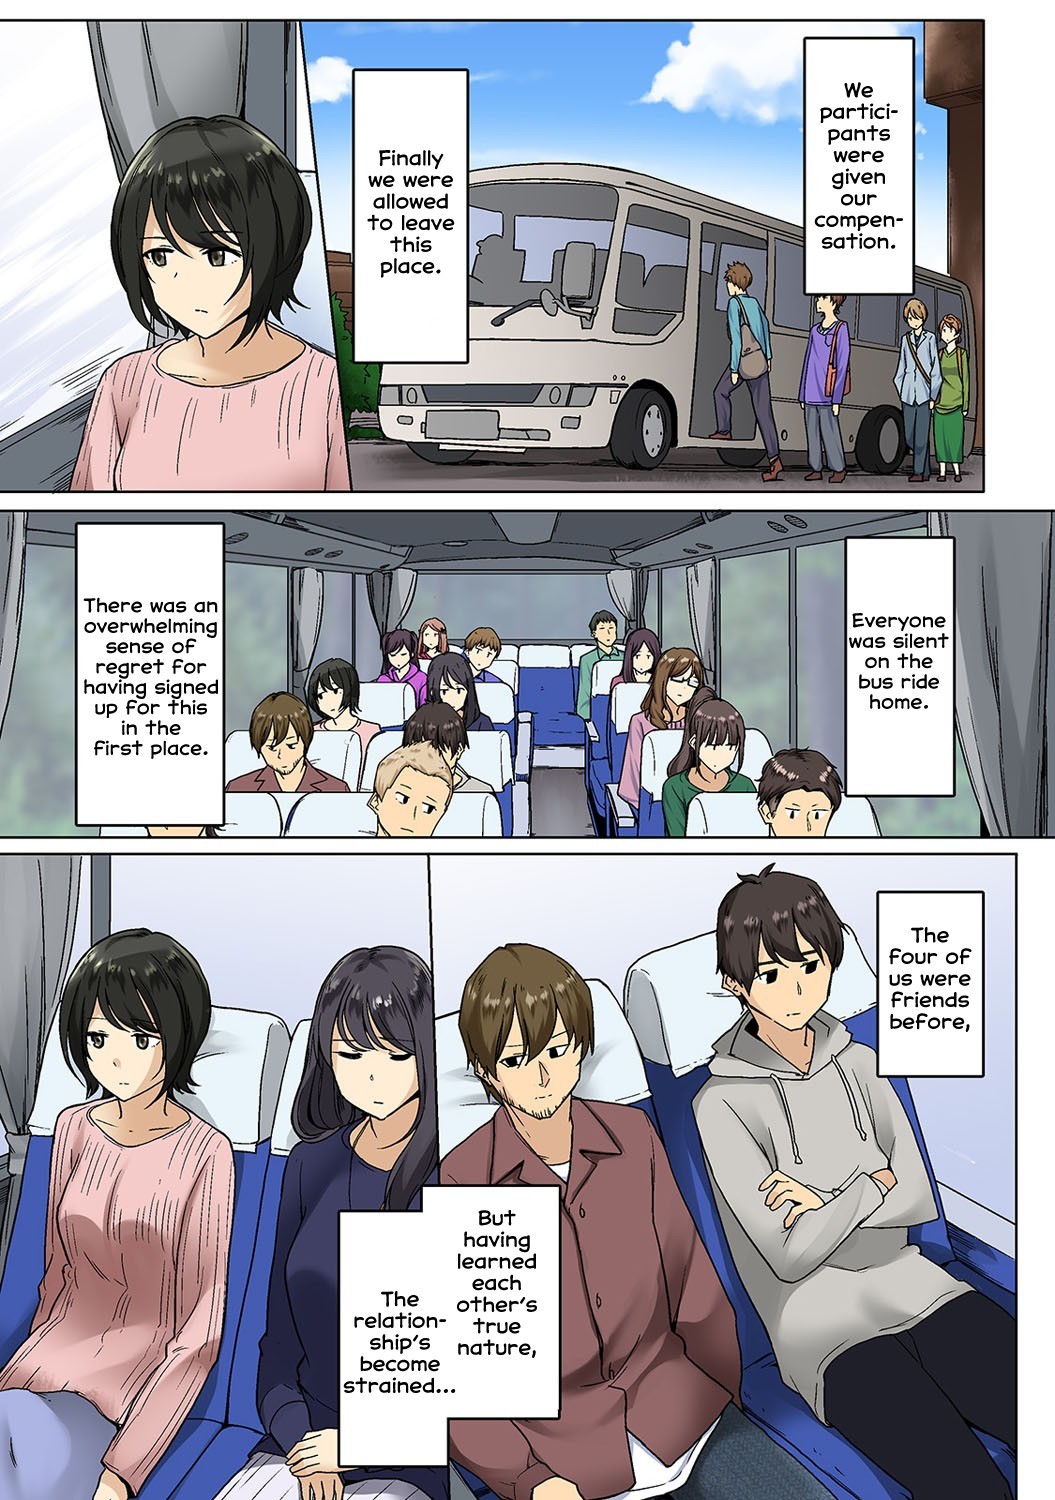 We
partici-
pants
were
given
our
compen-
sation.
Finally
we were
allowed
to leave
this
place.
Everyone
was silent
on the
bus ride
home.
There was an
overwhelming
sense of
regret for
having signed
up for this
in the
first place.
The
four of
us were
friends
before,
But
having
learned
each
other's
true
nature,
The
relation-
ship's
become
strained...